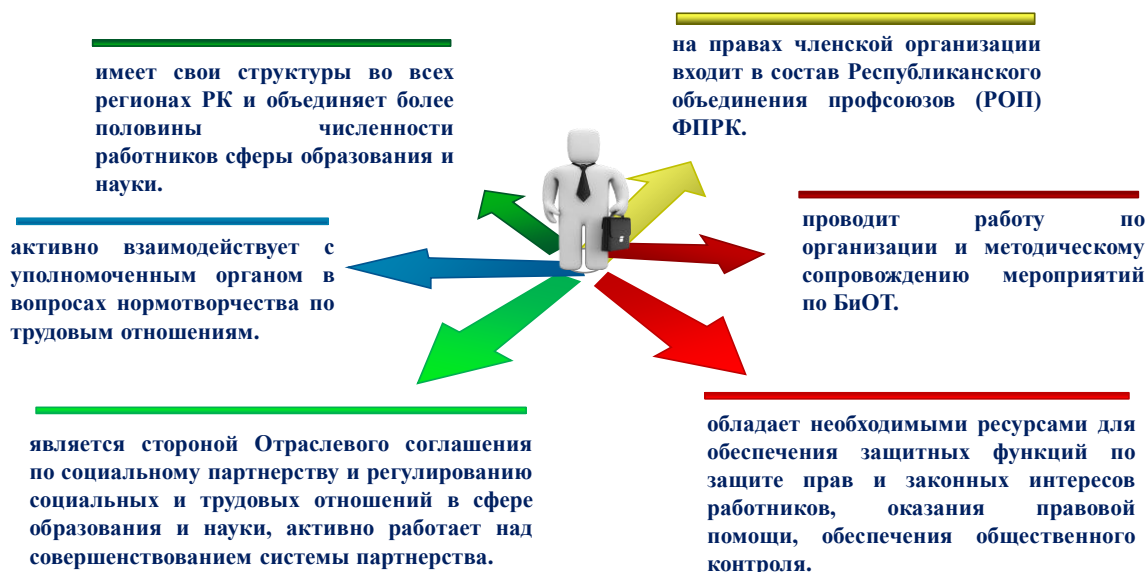 имеет свои структуры во всех
регионах РК и объединяет более
половины численности
работников сферы образования и
науки.
на правах членской организации
входит в состав Республиканского
объединения профсоюзов (РОП)
ФПРК.
активно взаимодействует с
уполномоченным органом в
вопросах нормотворчества по
трудовым отношениям.
проводит работу по
организации и методическому
сопровождению мероприятий
по БиОТ.
является стороной Отраслевого соглашения
по социальному партнерству и регулированию
социальных и трудовых отношений в сфере
образования и науки, активно работает над
совершенствованием системы партнерства.
обладает необходимыми ресурсами для
обеспечения защитных функций по
защите прав и законных интересов
работников, оказания правовой
помощи, обеспечения общественного
контроля.